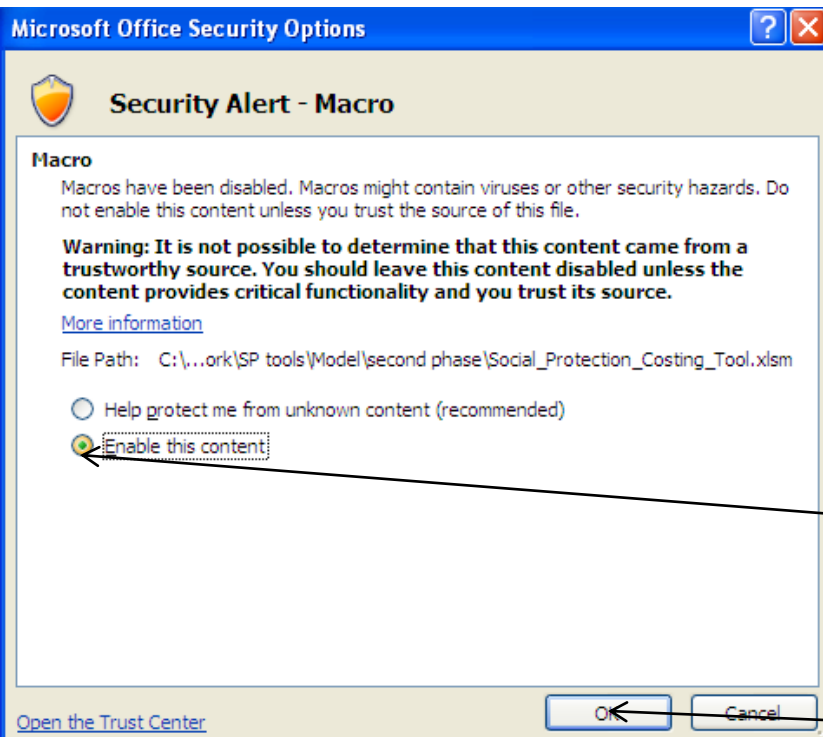 Microsoft Office Security Options
Security Alert - Macro
Macro
Macros have been disabled. Macros might contain viruses or other security hazards. Do
not enable this content unless you trust the source of this file.
Warning: It is not possible to determine that this content came from a
trustworthy source. You should leave this content disabled unless the
content provides critical functionality and you trust its source.
More information
File Path: C:\...ork\SP tools\Model\second phase\Social_Protection_Costing_Tool.xlsm
Help protect me from unknown content (recommended)
Enable this content
Open the Trust Center
OK
Cancel